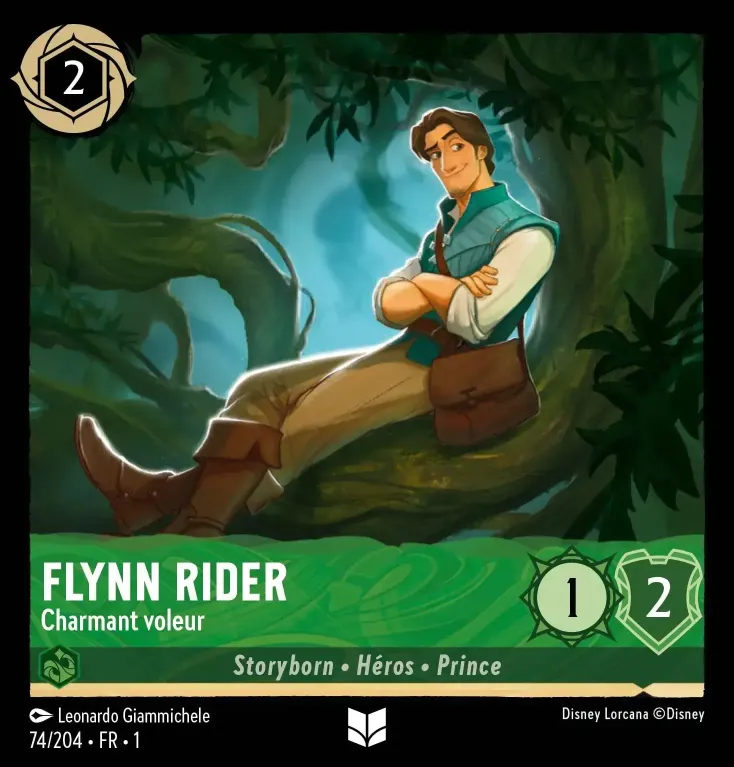 2
FLYNN RIDER
Charmant voleur
1
2
Storyborn • Héros • Prince
Leonardo Giammichele
Disney Lorcana ©Disney
74/204 • FR • 1